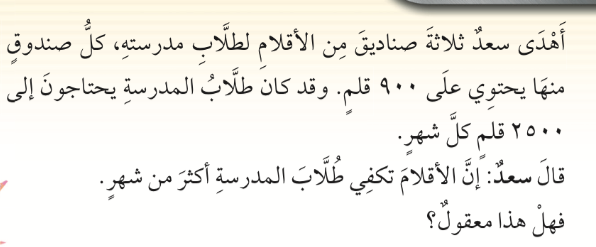 أَهْدَى سعدٌ ثلاثةَ صناديقَ مِن الأقلامِ لطلَّابِ مدرستهِ، كلُّ صندوقٍ
منهَا يحتوِي علَى ٩٠٠ قلمٍ. وقد كانَ طلَّابُ المدرسةِ يحتاجونَ إلى
٢٥٠٠ قلمٍ كلَّ شهرٍ.
قالَ سعدٌ: إنَّ الأقلامَ تكفِي طُلَّابَ المدرسةِ أكثرَ من شهرٍ.
فهلْ هذا معقولٌ؟